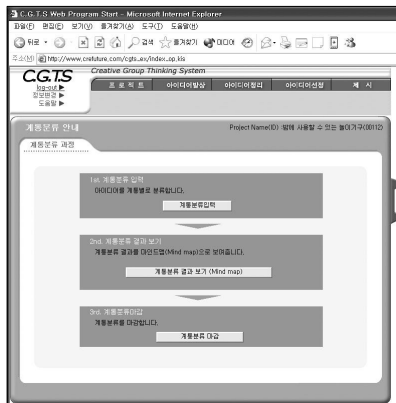 C.G.T.S Web Program Start - Microsoft Internet Explorer
파일(F) 편집(E) 보기(V) 즐겨찾기(A) 도구(T) 도움말(H)
뒤로 검색 즐겨찾기 미디어
주소(M) http://www.crefuture.com/cgts_ex/index_op.kis
C.G.T.S Creative Group Thinking System
log-out ▶
정보변경 ▶
도움말 ▶
프로젝트 아이디어발상 아이디어정리 아이디어선정 제 시
계통분류 안내 Project Name(ID) :밤에 사용할 수 있는 놀이기구(00112)
계통분류 과정
1st. 계통분류 입력
아이디어를 계통별로 분류합니다.
계통분류입력
2nd. 계통분류 결과 보기
계통분류 결과를 마인드맵(Mind map)으로 보여줍니다.
계통분류 결과 보기 (Mind map)
3rd. 계통분류마감
계통분류를 마감합니다.
계통분류 마감